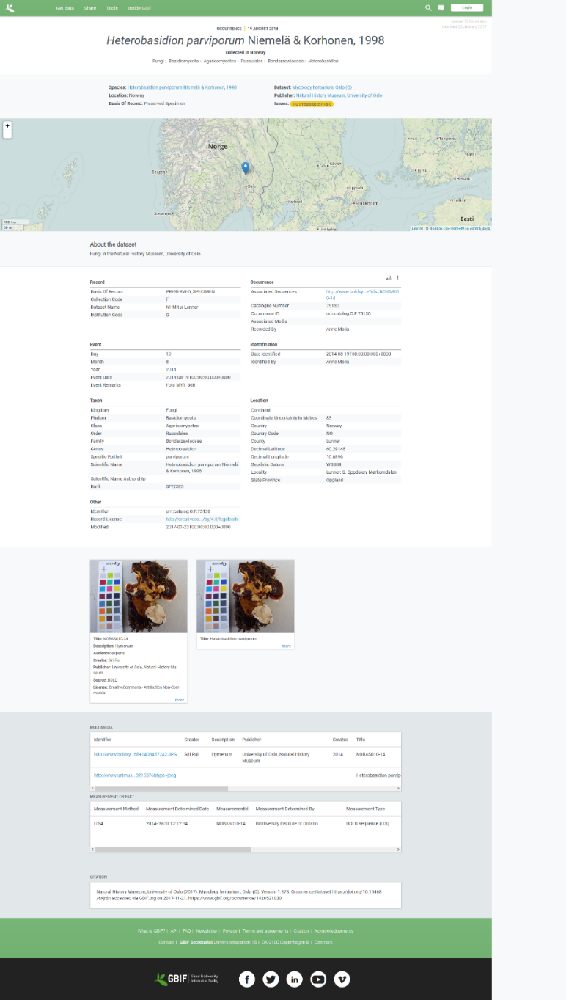 Get data Share Tools Inside GBIF Login
OCCURRENCE | 19 AUGUST 2014
Heterobasidion parviporum Niemelä & Korhonen, 1998
collected in Norway
Fungi Basidiomycota Agaricomycetes Russulales Bondarzewiaceae Heterobasidion
Species: Heterobasidion parviporum Niemelä & Korhonen, 1998
Location: Norway
Basis Of Record: Preserved Specimen
Dataset: Mycology herbarium, Oslo (O)
Publisher: Natural History Museum, University of Oslo
Issues: Multimedia date invalid
+
−
Norge
Bergen
Oslo
Stavanger
Falun Gävle
Uppsala
Karlstad
Stockholm
Tampere
Lahti
Turku
Helsinki
Tallinn
Eesti
100 km
50 mi
Leaflet | © Mapbox OpenStreetMap contributors
About the dataset
Fungi in the Natural History Museum, University of Oslo
Record
Basis Of Record PRESERVED_SPECIMEN
Collection Code F
Dataset Name NHM-tur Lunner
Institution Code O
Occurrence
Associated Sequences http://www.boldsy...e?ids=NOBAS01
0-14
Catalogue Number 75130
Occurrence ID urn:catalog:O:F:75130
Associated Media
Recorded By Anne Molia
Event
Day 19
Month 8
Year 2014
Event Date 2014-08-19T00:00:00.000+0000
Event Remarks Foto MY1_568
Identification
Date Identified 2014-08-19T00:00:00.000+0000
Identified By Anne Molia
Taxon
Kingdom Fungi
Phylum Basidiomycota
Class Agaricomycetes
Order Russulales
Family Bondarzewiaceae
Genus Heterobasidion
Specific Epithet parviporum
Scientific Name Heterobasidion parviporum Niemelä
& Korhonen, 1998
Scientific Name Authorship
Rank SPECIES
Location
Continent
Coordinate Uncertainty In Metres 83
Country Norway
Country Code NO
County Lunner
Decimal Latitude 60.29148
Decimal Longitude 10.6896
Geodetic Datum WGS84
Locality Lunner: S. Oppdalen, Mørkomdalen
State Province Oppland
Other
Identifier urn:catalog:O:F:75130
Record License http://creativeco.../by/4.0/legalcode
Modified 2017-01-23T00:00:00.000+0000
Title: NOBAS010-14
Description: Hymenum
Audience: experts
Creator: Siri Rui
Publisher: University of Oslo, Natural History Mu-
seum
Source: BOLD
License: CreativeCommons - Attribution Non-Com-
mercial
more
Title: Heterobasidion parviporum
more
MULTIMEDIA
Identifier Creator Description Publisher Created Title
http://www.boldsy...68+1408457242.JPG Siri Rui Hymenum University of Oslo, Natural History
Museum 2014 NOBAS010-14
http://www.unimus...3215576&type=jpeg Heterobasidion parvip
MEASUREMENT OR FACT
Measurement Method Measurement Determined Date MeasurementId Measurement Determined By Measurement Type
ITS4 2014-09-30 13:12:34 NOBAS010-14 Biodiversity Institute of Ontario BOLD sequence (ITS)
CITATION
Natural History Museum, University of Oslo (2017). Mycology herbarium, Oslo (O). Version 1.373. Occurrence Dataset https://doi.org/10.15468
/6xjrdn accessed via GBIF.org on 2017-11-21. https://www.gbif.org/occurrence/1426521030
What is GBIF? | API | FAQ | Newsletter | Privacy | Terms and agreements | Citation | Acknowledgements
Contact | GBIF Secretariat Universitetsparken 15 | DK-2100 Copenhagen Ø | Denmark
GBIF Global Biodiversity
Information Facility